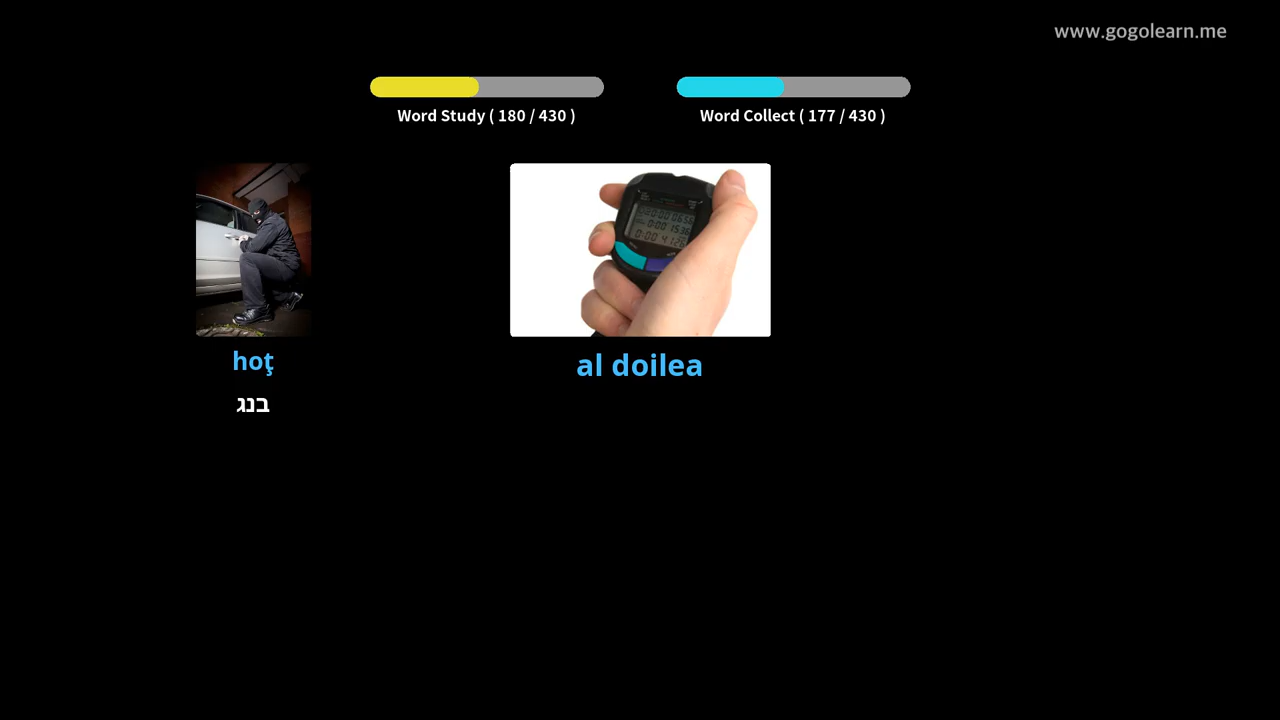 www.gogolearn.me
Word Study ( 180 / 430 )
Word Collect ( 177 / 430 )
hoţ
בנג
al doilea